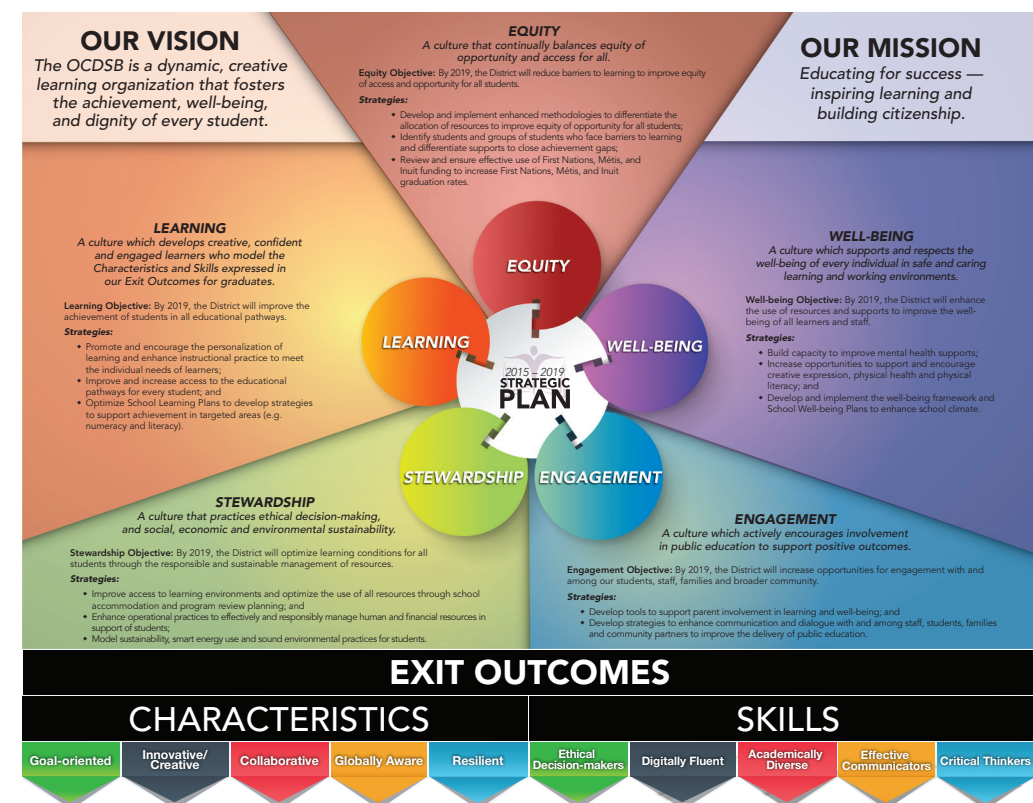 OUR VISION
The OCDSB is a dynamic, creative
learning organization that fosters
the achievement, well-being,
and dignity of every student.
EQUITY
A culture that continually balances equity of
opportunity and access for all.
Equity Objective: By 2019, the District will reduce barriers to learning to improve equity
of access and opportunity for all students.
Strategies:
◆ Develop and implement enhanced methodologies to differentiate the
allocation of resources to improve equity of opportunity for all students;
◆ Identify students and groups of students who face barriers to learning
and differentiate supports to close achievement gaps;
◆ Review and ensure effective use of First Nations, Métis, and
Inuit funding to increase First Nations, Métis, and Inuit
graduation rates.
OUR MISSION
Educating for success —
inspiring learning and
building citizenship.
LEARNING
A culture which develops creative, confident
and engaged learners who model the
Characteristics and Skills expressed in
our Exit Outcomes for graduates.
Learning Objective: By 2019, the District will improve the
achievement of students in all educational pathways.
Strategies:
◆ Promote and encourage the personalization of
learning and enhance instructional practice to meet
the individual needs of learners;
◆ Improve and increase access to the educational
pathways for every student; and
◆ Optimize School Learning Plans to develop strategies
to support achievement in targeted areas (e.g.
numeracy and literacy).
EQUITY
LEARNING
WELL-BEING
2015 – 2019
STRATEGIC
PLAN
STEWARDSHIP
ENGAGEMENT
WELL-BEING
A culture which supports and respects the
well-being of every individual in safe and caring
learning and working environments.
Well-being Objective: By 2019, the District will enhance
the use of resources and supports to improve the well-
being of all learners and staff.
Strategies:
◆ Build capacity to improve mental health supports;
◆ Increase opportunities to support and encourage
creative expression, physical health and physical
literacy; and
◆ Develop and implement the well-being framework and
School Well-being Plans to enhance school climate.
STEWARDSHIP
A culture that practices ethical decision-making,
and social, economic and environmental sustainability.
Stewardship Objective: By 2019, the District will optimize learning conditions for all
students through the responsible and sustainable management of resources.
Strategies:
◆ Improve access to learning environments and optimize the use of all resources through school
accommodation and program review planning; and
◆ Enhance operational practices to effectively and responsibly manage human and financial resources in
support of students;
◆ Model sustainability, smart energy use and sound environmental practices for students.
ENGAGEMENT
A culture which actively encourages involvement
in public education to support positive outcomes.
Engagement Objective: By 2019, the District will increase opportunities for engagement with and
among our students, staff, families and broader community.
Strategies:
◆ Develop tools to support parent involvement in learning and well-being; and
◆ Develop strategies to enhance communication and dialogue with and among staff, students, families
and community partners to improve the delivery of public education.
EXIT OUTCOMES
CHARACTERISTICS
SKILLS
Goal-oriented
Innovative/
Creative
Collaborative
Globally Aware
Resilient
Ethical
Decision-makers
Digitally Fluent
Academically
Diverse
Effective
Communicators
Critical Thinkers